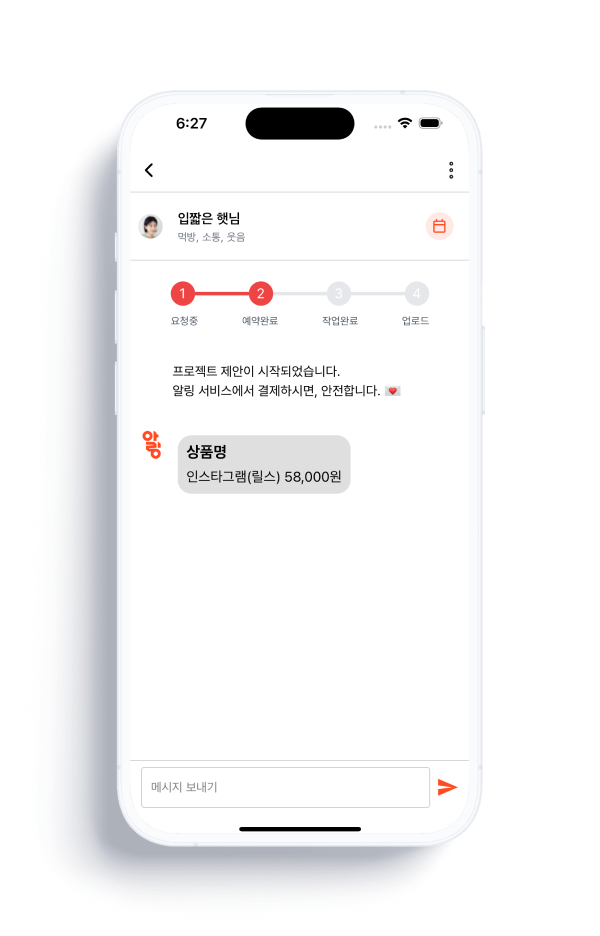 6:27
입짧은 햇님
먹방, 소통, 웃음
1 2 3 4
요청중 예약완료 작업완료 업로드
프로젝트 제안이 시작되었습니다.
알링 서비스에서 결제하시면, 안전합니다. 💌
알링
상품명
인스타그램(릴스) 58,000원
메시지 보내기